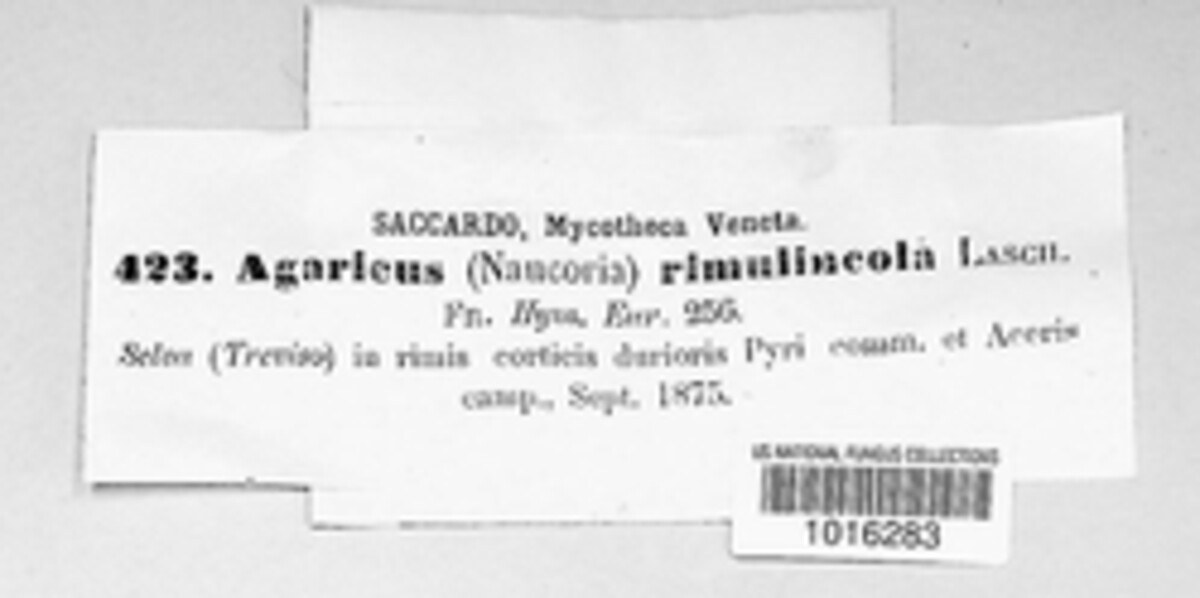 SACCARDO, Mycotheca Veneta.
423. Agaricus (Naucoria) rimulincola LASCH.
Fn. Hym. Eur. 256.
Selva (Treviso) in rimis corticis durioris Pyri comm. et Aceris
camp., Sept. 1875.
US NATIONAL FUNGUS COLLECTIONS
1016283